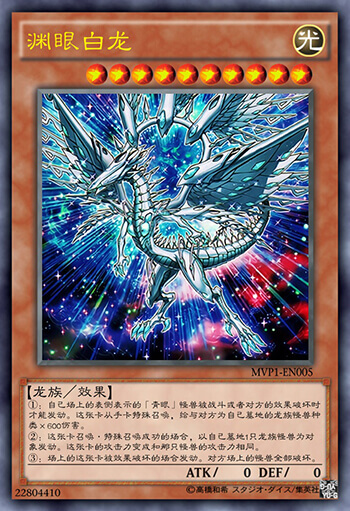 渊眼白龙
光
MVP1-EN005
【龙族／效果】
①：自己场上的表侧表示的「青眼」怪兽被战斗或者对方的效果破坏时
才能发动。这张卡从手卡特殊召唤，给与对方为自己墓地的龙族怪兽种
类×600伤害。
②：这张卡召唤·特殊召唤成功的场合，以自己墓地1只龙族怪兽为对
象发动。这张卡的攻击力变成和那只怪兽的攻击力相同。
③：场上的这张卡被效果破坏的场合发动。对方场上的怪兽全部破坏。
ATK/ 0 DEF/ 0
22804410
©高橋和希 スタジオ・ダイス/集英社